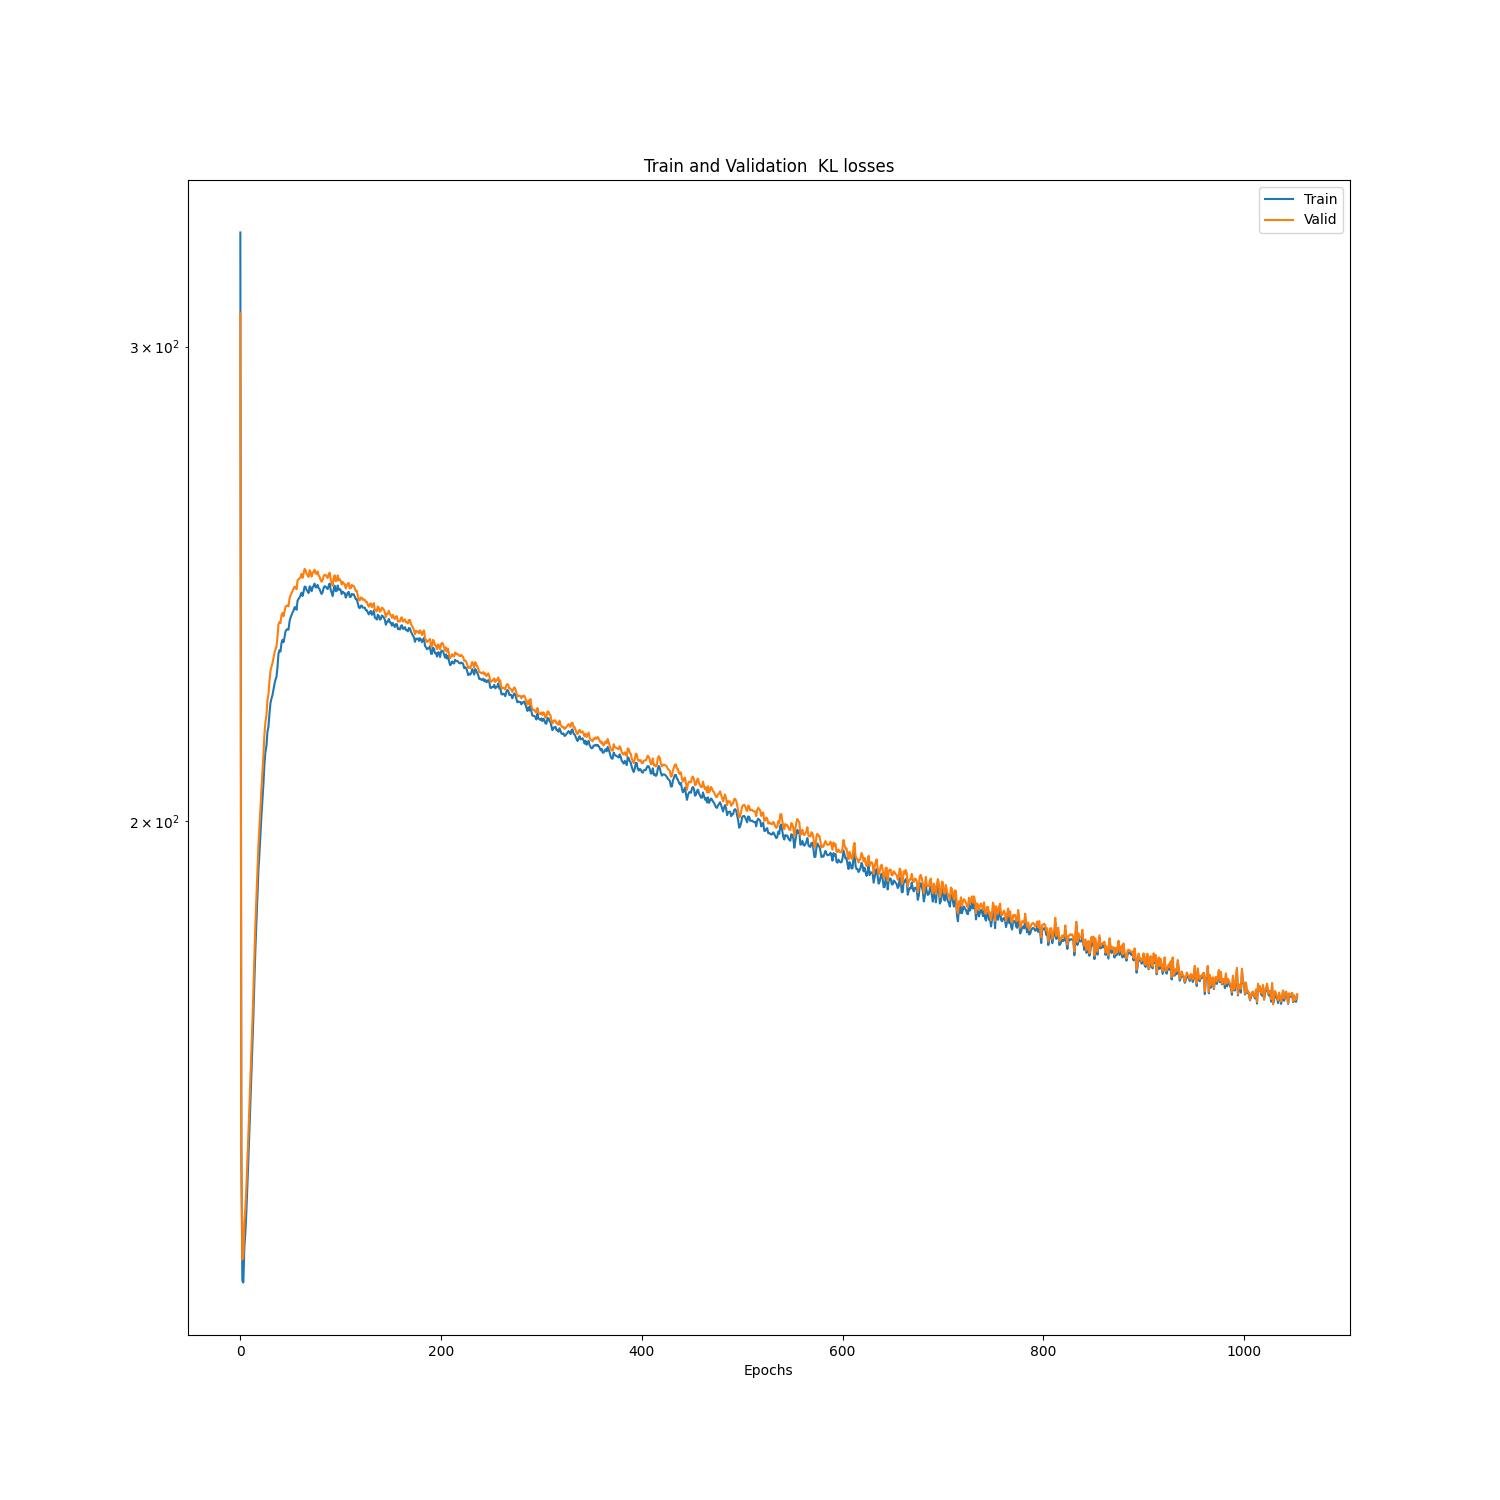 Train and Validation  KL losses
Train
Valid
3 × 10²
2 × 10²
0 200 400 600 800 1000
Epochs